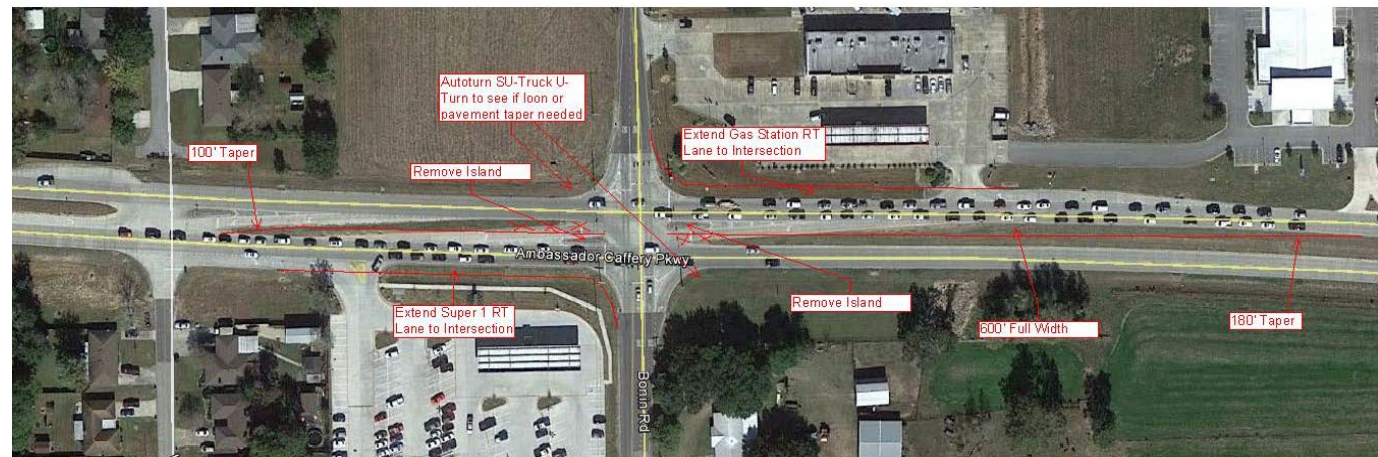 Autoturn SU-Truck U-
Turn to see if loon or
pavement taper needed
Extend Gas Station RT
Lane to Intersection
100' Taper
Remove Island
Ambassador Caffery Pkwy
Remove Island
Extend Super 1 RT
Lane to Intersection
600' Full Width
180' Taper
Bonin Rd